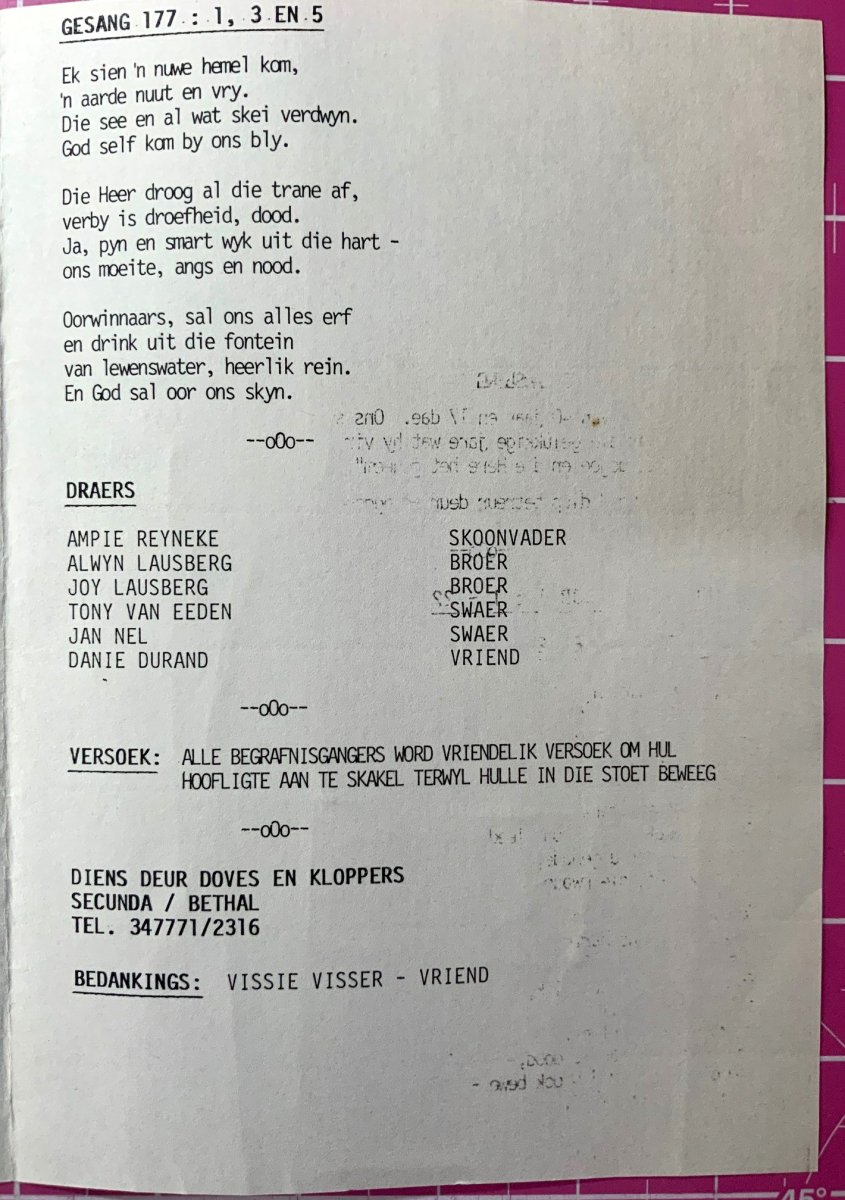 GESANG 177 : 1, 3 EN 5
Ek sien 'n nuwe hemel kom,
'n aarde nuut en vry.
Die see en al wat skei verdwyn.
God self kom by ons bly.
Die Heer droog al die trane af,
verby is droefheid, dood.
Ja, pyn en smart wyk uit die hart -
ons moeite, angs en nood.
Oorwinnaars, sal ons alles erf
en drink uit die fontein
van lewenswater, heerlik rein.
En God sal oor ons skyn.
--oOo--
DRAERS
AMPIE REYNEKE SKOONVADER
ALWYN LAUSBERG BROER
JOY LAUSBERG BROER
TONY VAN EEDEN SWAER
JAN NEL SWAER
DANIE DURAND VRIEND
--oOo--
VERSOEK: ALLE BEGRAFNISGANGERS WORD VRIENDELIK VERSOEK OM HUL
HOOFLIGTE AAN TE SKAKEL TERWYL HULLE IN DIE STOET BEWEEG
--oOo--
DIENS DEUR DOVES EN KLOPPERS
SECUNDA / BETHAL
TEL. 347771/2316
BEDANKINGS: VISSIE VISSER - VRIEND
45°